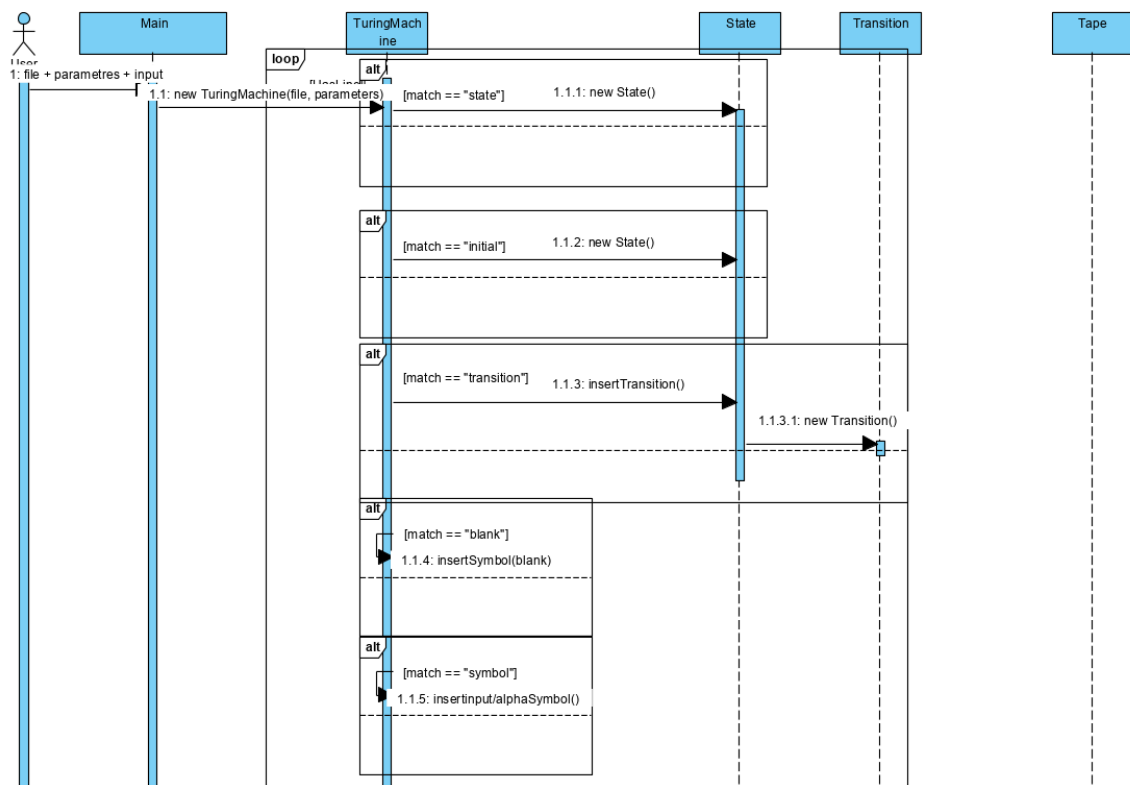 Main
TuringMach
ine
State
Transition
Tape
User
loop
alt
1: file + parametres + input
1.1: new TuringMachine(file, parameters)
[match == "state"]
1.1.1: new State()
alt
[match == "initial"]
1.1.2: new State()
alt
[match == "transition"]
1.1.3: insertTransition()
1.1.3.1: new Transition()
alt
[match == "blank"]
1.1.4: insertSymbol(blank)
alt
[match == "symbol"]
1.1.5: insertinput/alphaSymbol()